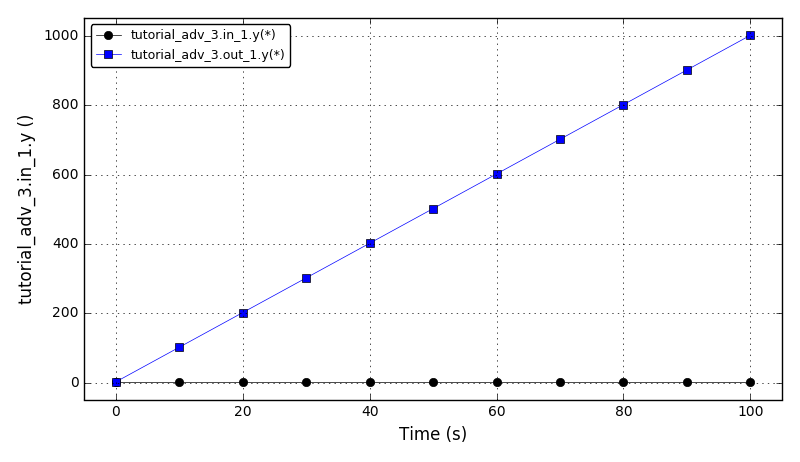 tutorial_adv_3.in_1.y(*)
tutorial_adv_3.out_1.y(*)
tutorial_adv_3.in_1.y ()
1000
800
600
400
200
0
0 20 40 60 80 100
Time (s)